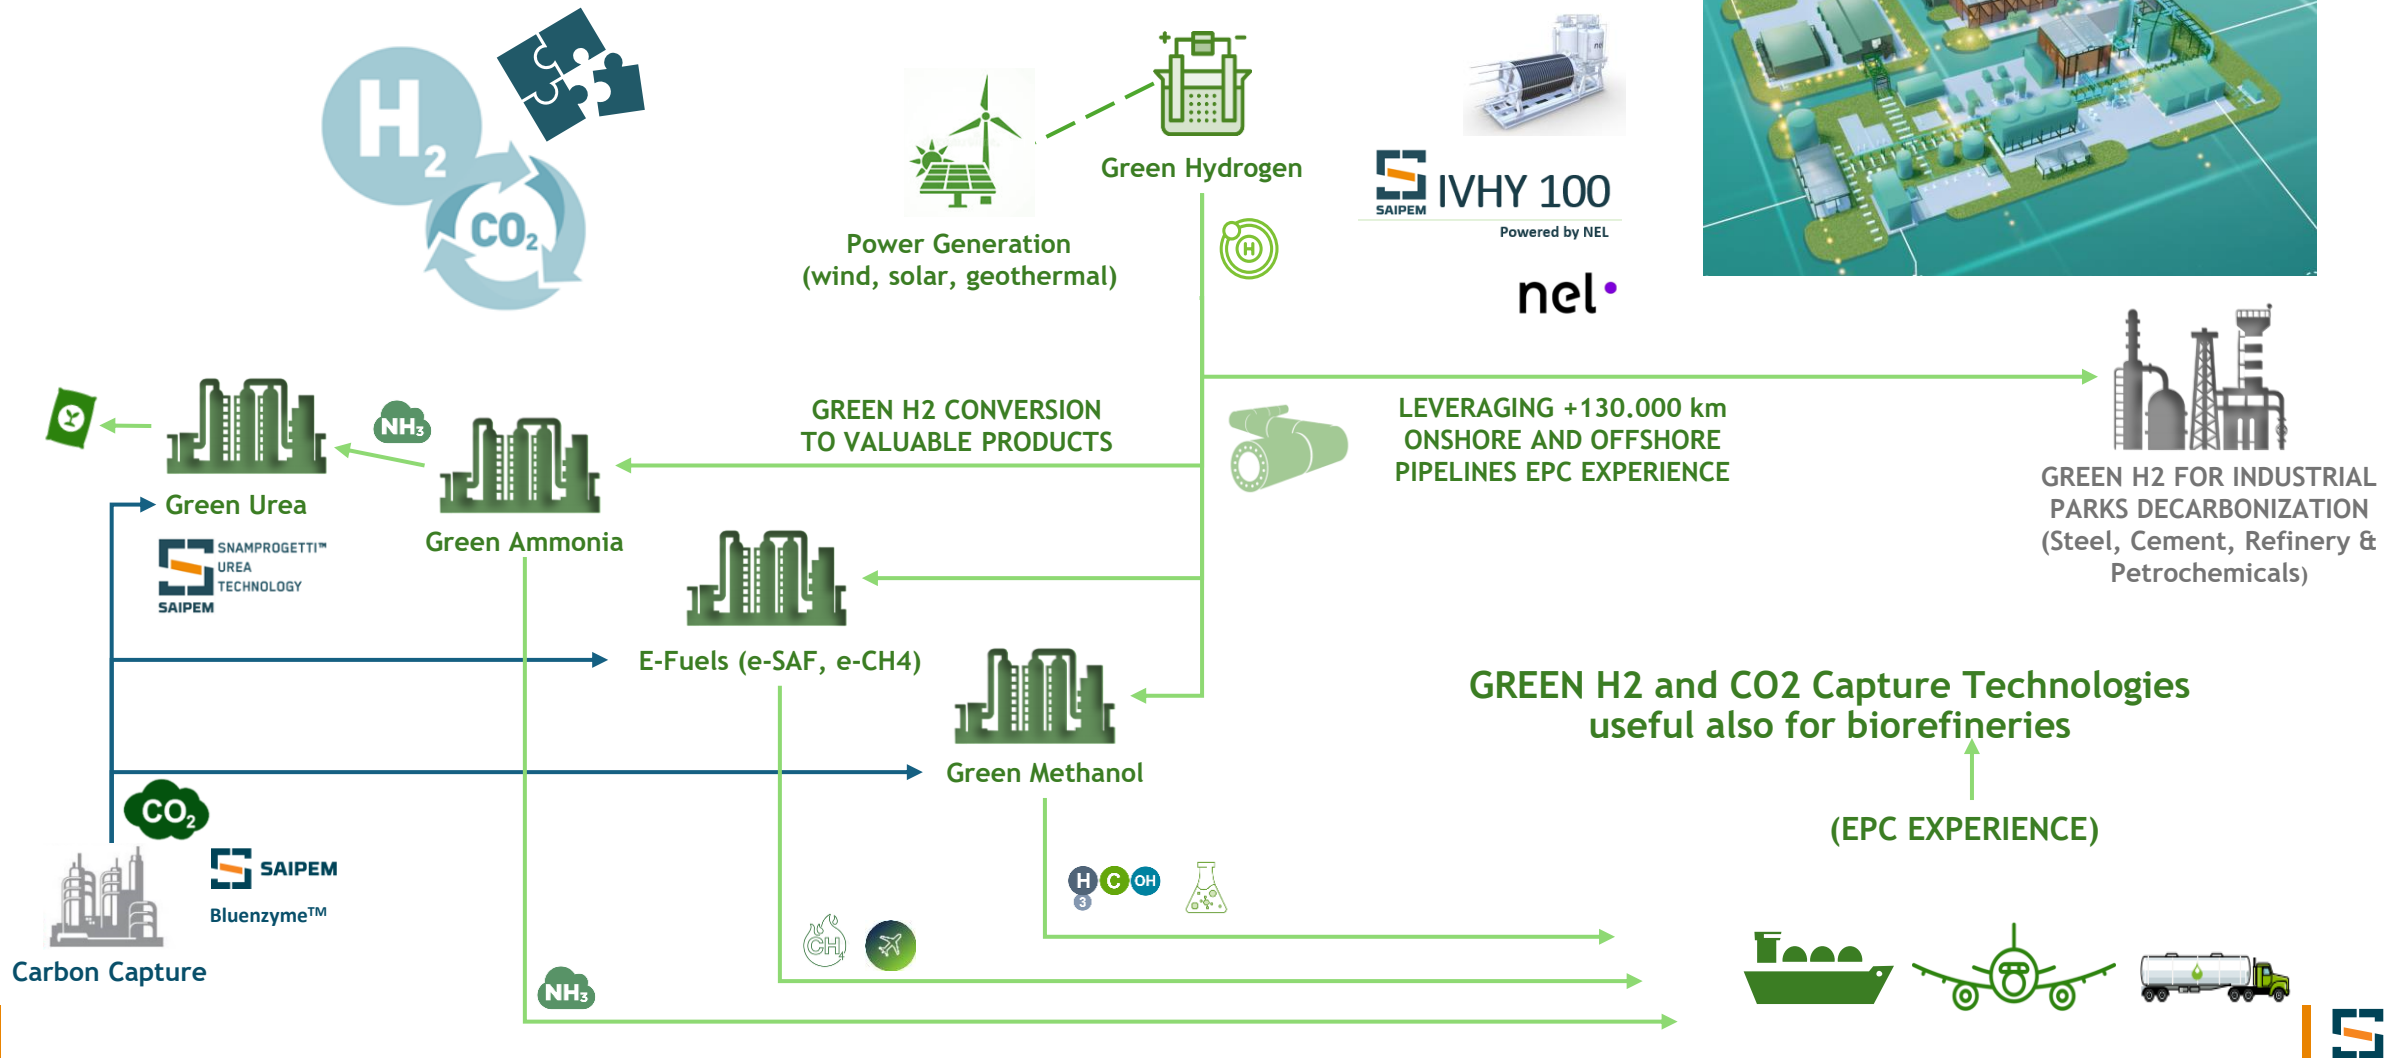 H2
CO2
+ -
nel
Green Hydrogen
Power Generation
(wind, solar, geothermal)
H
SAIPEM
IVHY 100
Powered by NEL
nel
GREEN H2 CONVERSION
TO VALUABLE PRODUCTS
LEVERAGING +130.000 km
ONSHORE AND OFFSHORE
PIPELINES EPC EXPERIENCE
GREEN H2 FOR INDUSTRIAL
PARKS DECARBONIZATION
(Steel, Cement, Refinery &
Petrochemicals)
NH3
Green Urea
SNAMPROGETTI™
UREA
TECHNOLOGY
SAIPEM
Green Ammonia
E-Fuels (e-SAF, e-CH4)
Green Methanol
GREEN H2 and CO2 Capture Technologies
useful also for biorefineries
(EPC EXPERIENCE)
CO2
SAIPEM
Bluenzyme™
Carbon Capture
H C OH
3
CH4
NH3